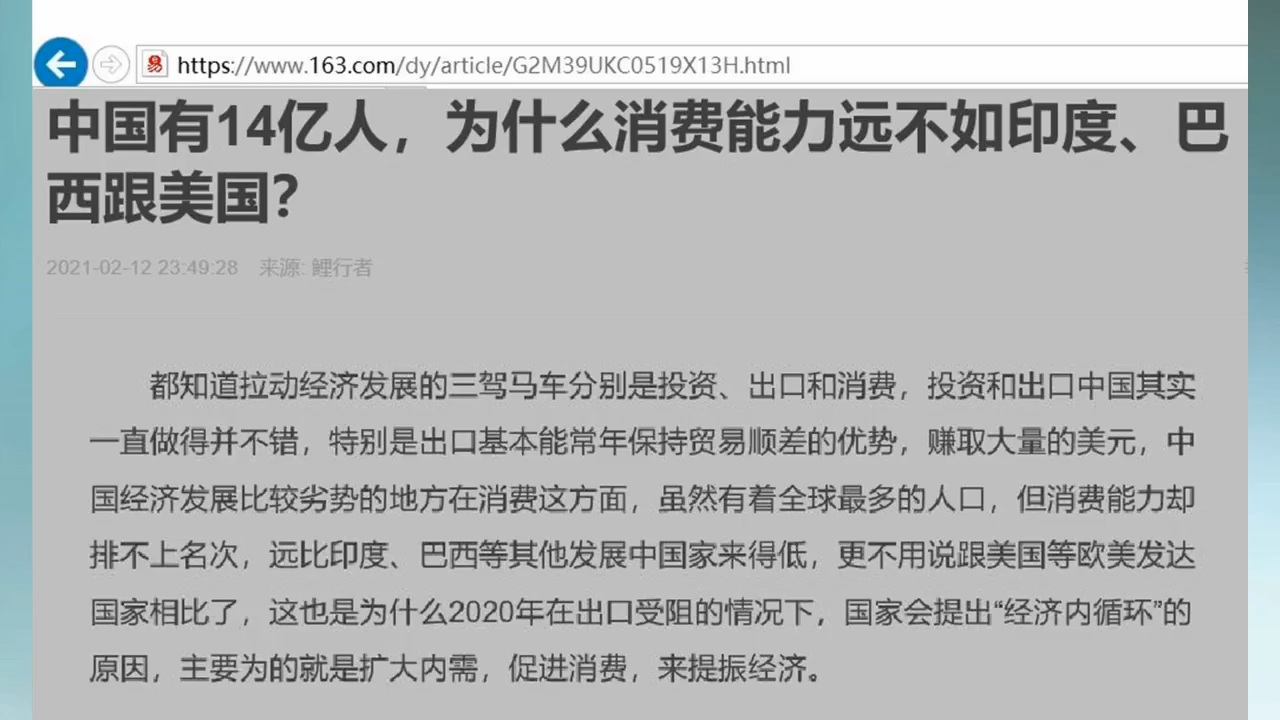 https://www.163.com/dy/article/G2M39UKC0519X13H.html
中国有14亿人，为什么消费能力远不如印度、巴
西跟美国？
2021-02-12 23:49:28 来源: 鲤行者
都知道拉动经济发展的三驾马车分别是投资、出口和消费，投资和出口中国其实
一直做得并不错，特别是出口基本能常年保持贸易顺差的优势，赚取大量的美元，中
国经济发展比较劣势的地方在消费这方面，虽然有着全球最多的人口，但消费能力却
排不上名次，远比印度、巴西等其他发展中国家来得低，更不用说跟美国等欧美发达
国家相比了，这也是为什么2020年在出口受阻的情况下，国家会提出“经济内循环”的
原因，主要为的就是扩大内需，促进消费，来提振经济。